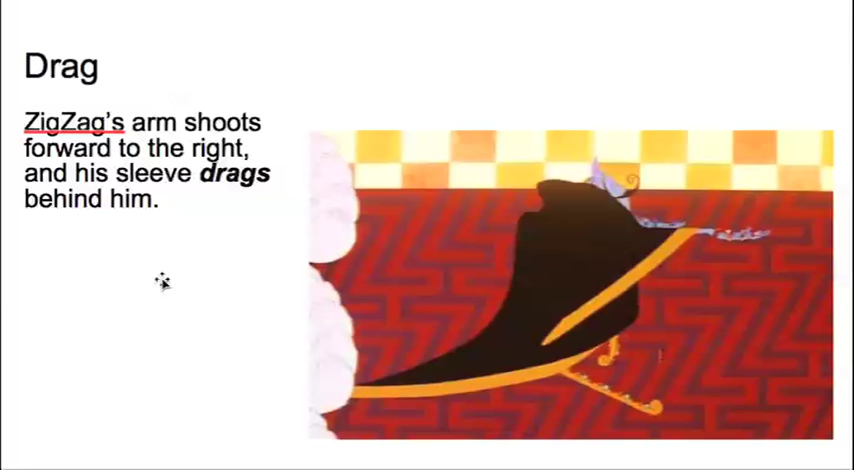 Drag
ZigZag's arm shoots
forward to the right,
and his sleeve drags
behind him.